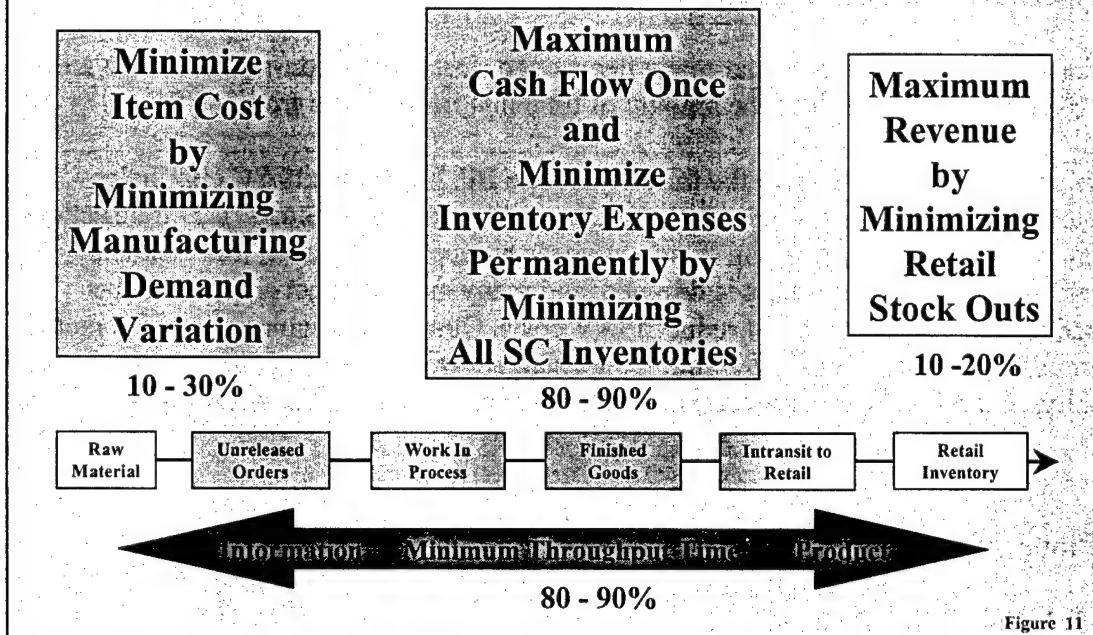 Minimize
Item Cost
by
Minimizing
Manufacturing
Demand
Variation
10 - 30%
Maximum
Cash Flow Once
and
Minimize
Inventory Expenses
Permanently by
Minimizing
All SC Inventories
80 - 90%
Maximum
Revenue
by
Minimizing
Retail
Stock Outs
10 -20%
Raw
Material
Unreleased
Orders
Work In
Process
Finished
Goods
Intransit to
Retail
Retail
Inventory
Information Minimum Throughput Time Product
80 - 90%
Figure 11